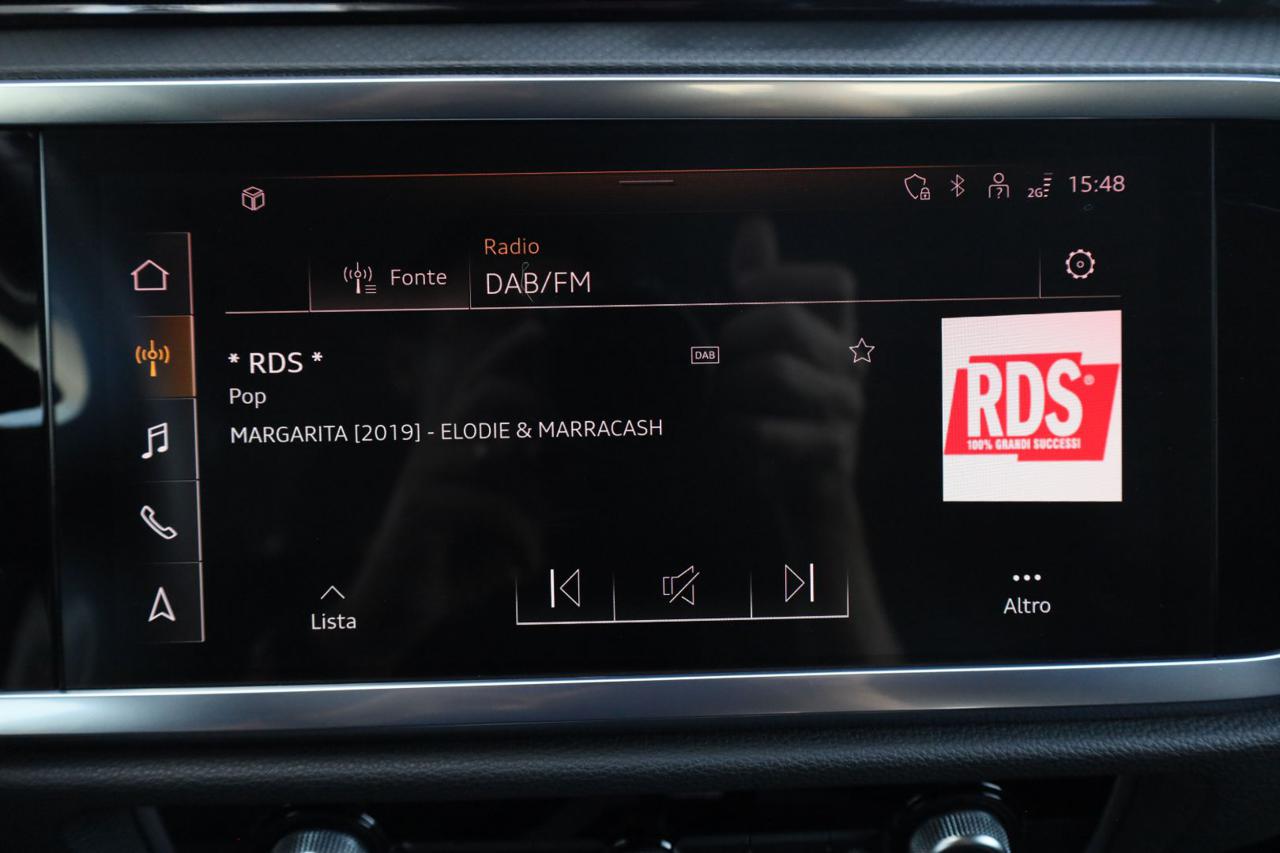 2G 15:48
Radio
Fonte
DAB/FM
* RDS *
DAB
Pop
MARGARITA [2019] - ELODIE & MARRACASH
RDS®
100% GRANDI SUCCESSI
Lista
Altro